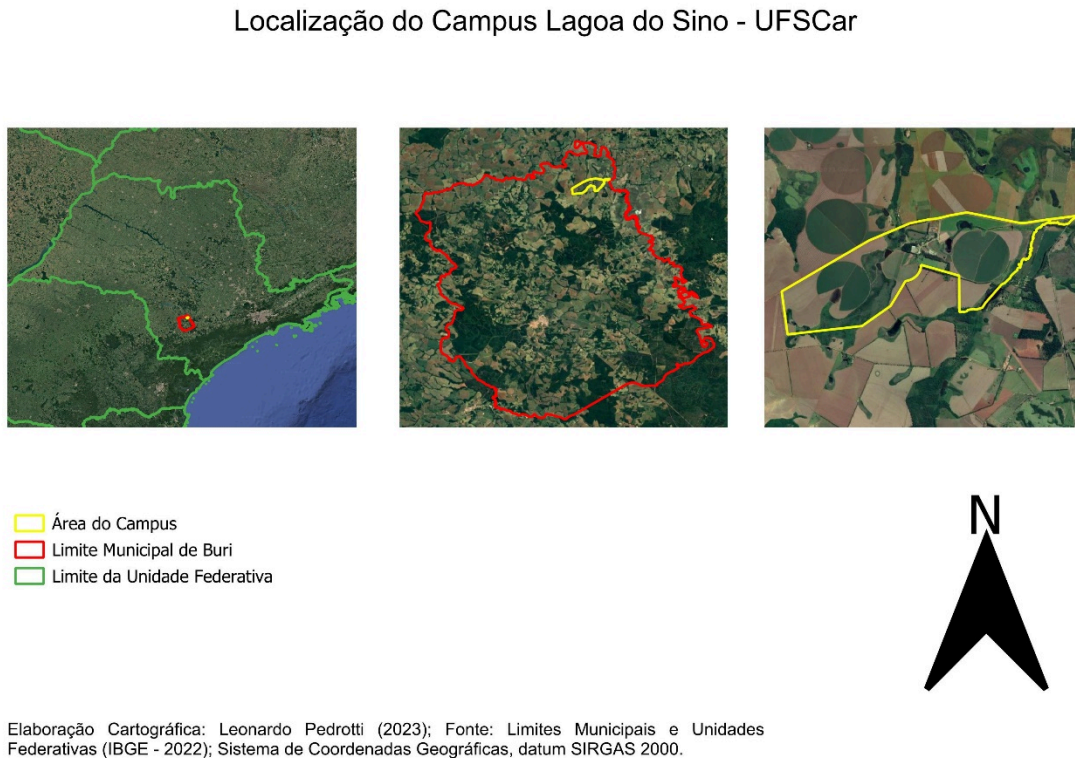 Localização do Campus Lagoa do Sino - UFSCar
Área do Campus
Limite Municipal de Buri
Limite da Unidade Federativa
N
Elaboração Cartográfica: Leonardo Pedrotti (2023); Fonte: Limites Municipais e Unidades
Federativas (IBGE - 2022); Sistema de Coordenadas Geográficas, datum SIRGAS 2000.